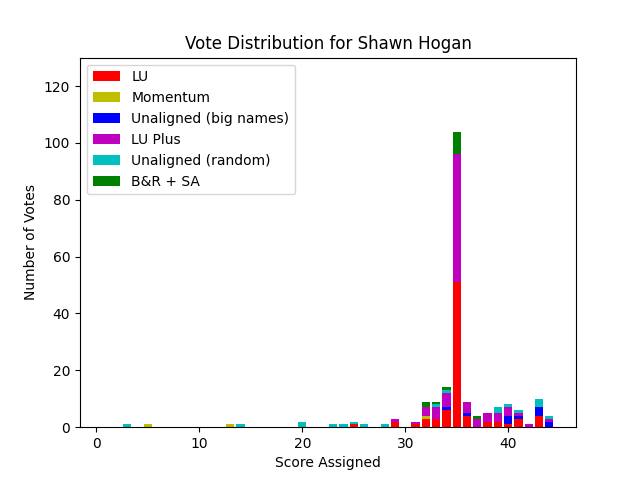 Vote Distribution for Shawn Hogan
LU
Momentum
Unaligned (big names)
LU Plus
Unaligned (random)
B&R + SA
Number of Votes
120
100
80
60
40
20
0
0 10 20 30 40
Score Assigned